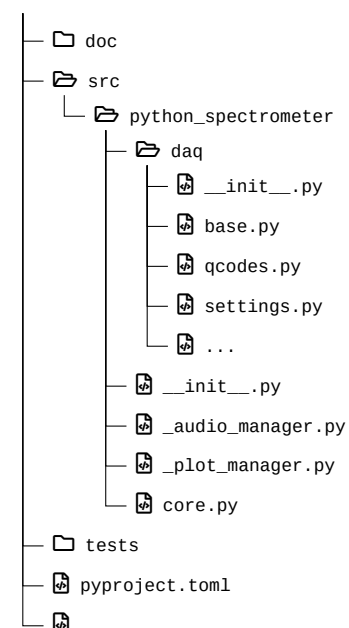 doc
src
python_spectrometer
daq
__init__.py
base.py
qcodes.py
settings.py
...
__init__.py
_audio_manager.py
_plot_manager.py
core.py
tests
pyproject.toml